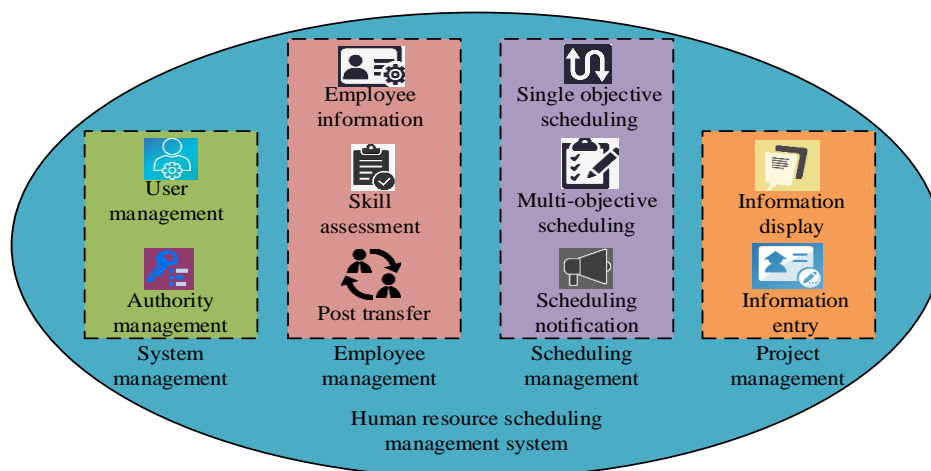 User
management
Authority
management
System
management
Employee
information
Skill
assessment
Post transfer
Employee
management
Single objective
scheduling
Multi-objective
scheduling
Scheduling
notification
Scheduling
management
Information
display
Information
entry
Project
management
Human resource scheduling
management system